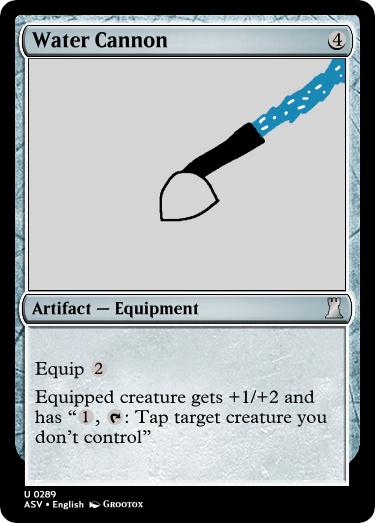 Water Cannon 4
Artifact — Equipment
Equip 2
Equipped creature gets +1/+2 and
has “1, : Tap target creature you
don’t control”
U 0289
ASV • English Grootox